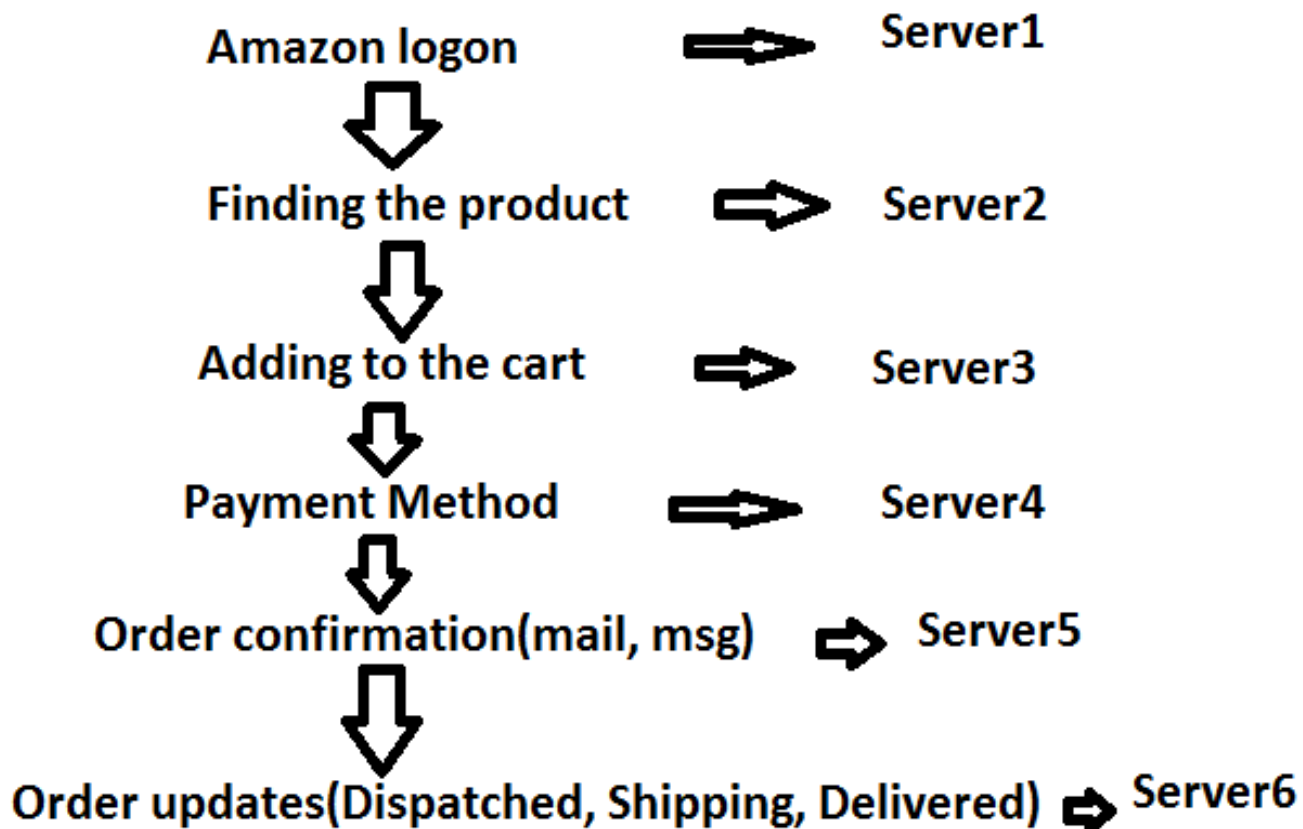 Amazon logon Server1
Finding the product Server2
Adding to the cart Server3
Payment Method Server4
Order confirmation(mail, msg) Server5
Order updates(Dispatched, Shipping, Delivered) Server6